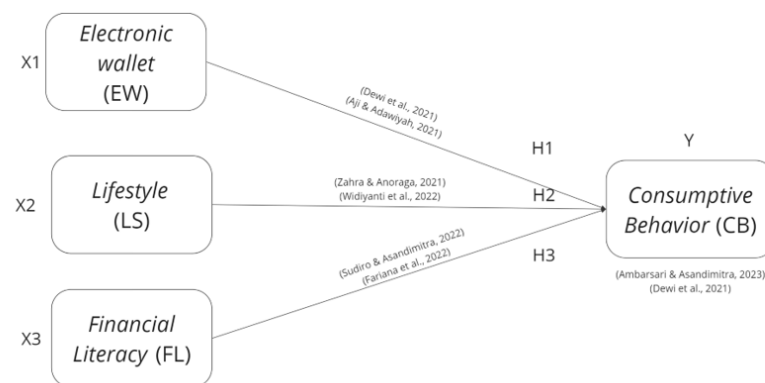 X1
Electronic
wallet
(EW)
(Dewi et al., 2021)
(Aji & Adawiyah, 2021)
H1
Y
X2
Lifestyle
(LS)
(Zahra & Anoraga, 2021)
(Widiyanti et al., 2022)
H2
Consumptive
Behavior (CB)
(Ambarsari & Asandimitra, 2023)
(Dewi et al., 2021)
(Sudiro & Asandimitra, 2022)
(Fariana et al., 2022)
H3
X3
Financial
Literacy (FL)